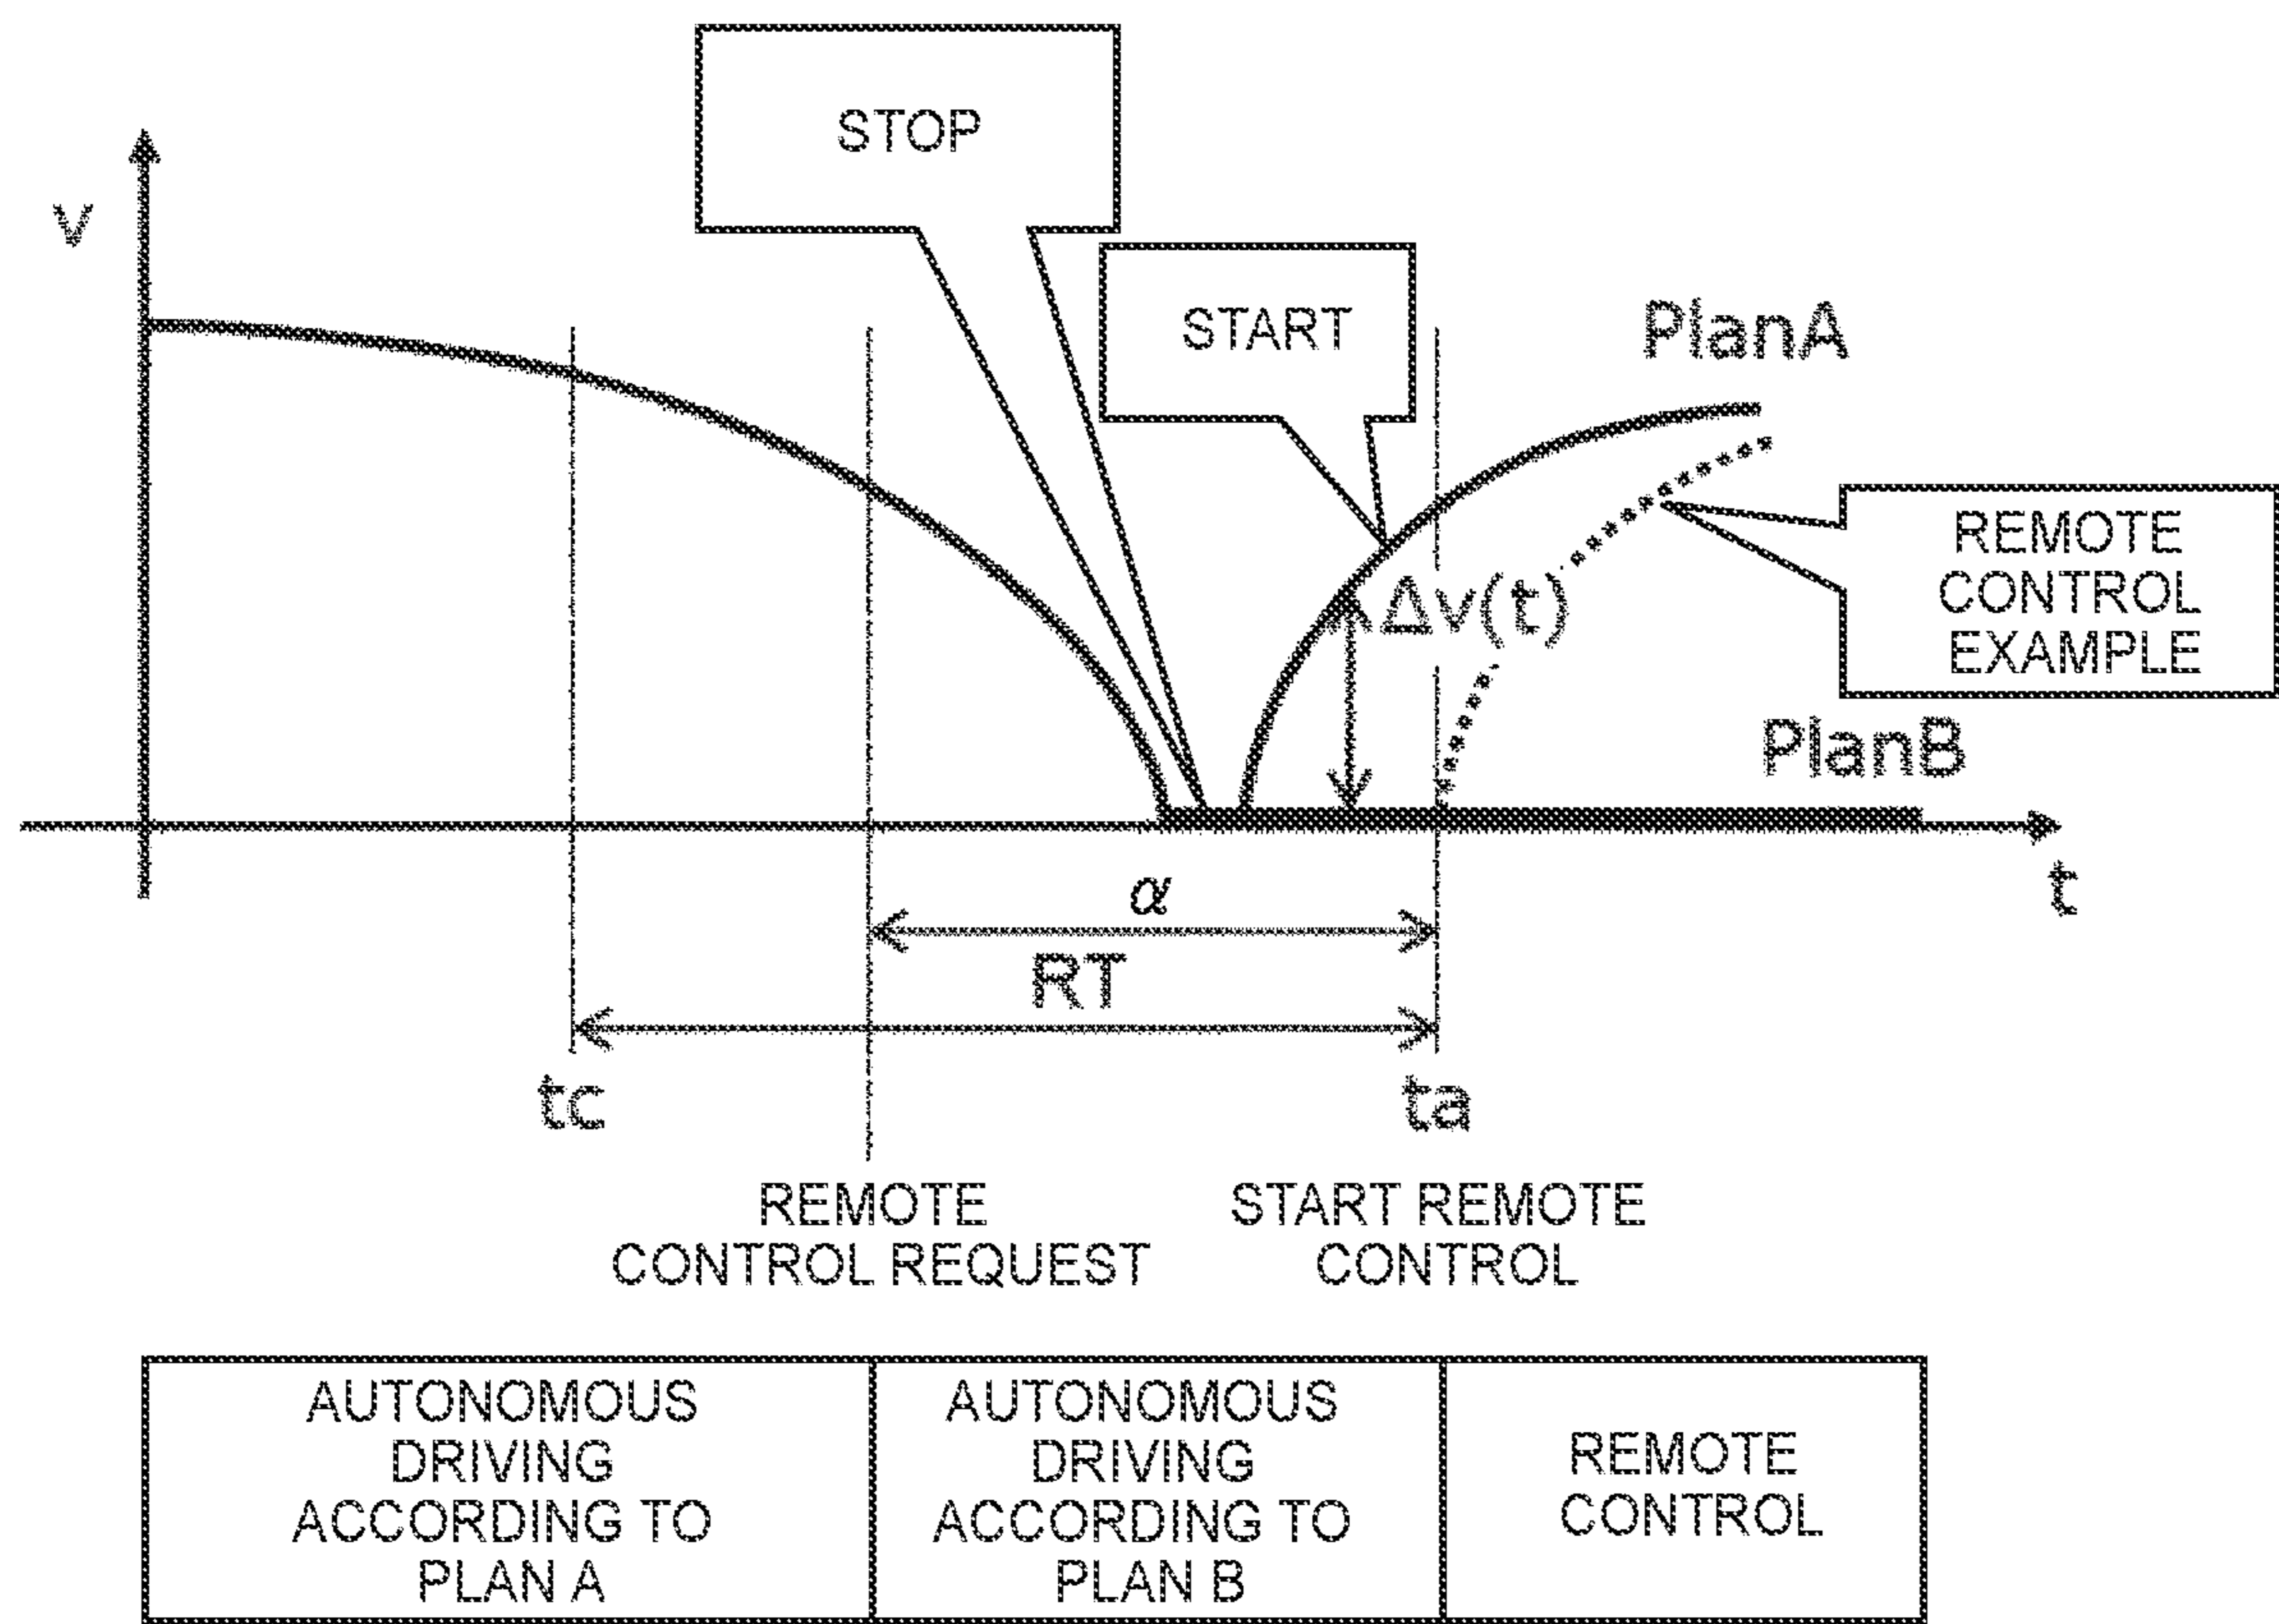 STOP
v
START
PlanA
Δv(t)
REMOTE
CONTROL
EXAMPLE
PlanB
t
α
RT
tc
ta
REMOTE
CONTROL REQUEST
START REMOTE
CONTROL
AUTONOMOUS
DRIVING
ACCORDING TO
PLAN A
AUTONOMOUS
DRIVING
ACCORDING TO
PLAN B
REMOTE
CONTROL